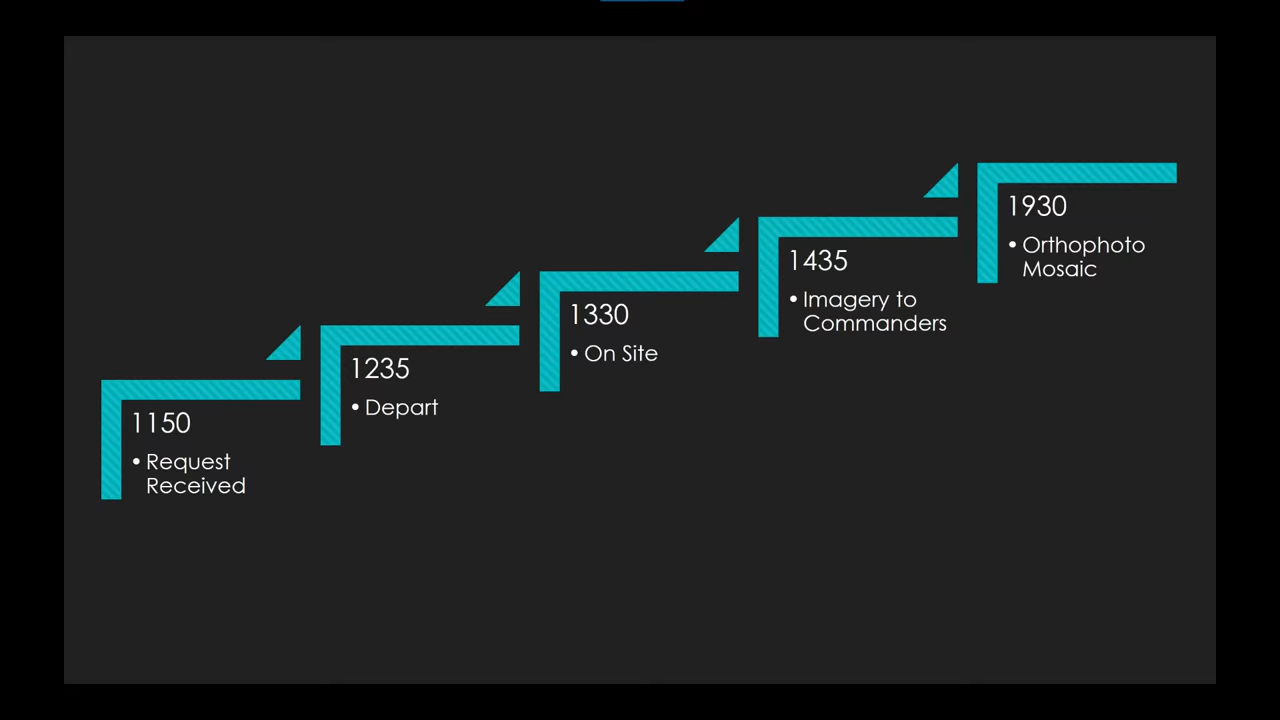 1150
• Request
Received
1235
• Depart
1330
• On Site
1435
• Imagery to
Commanders
1930
• Orthophoto
Mosaic